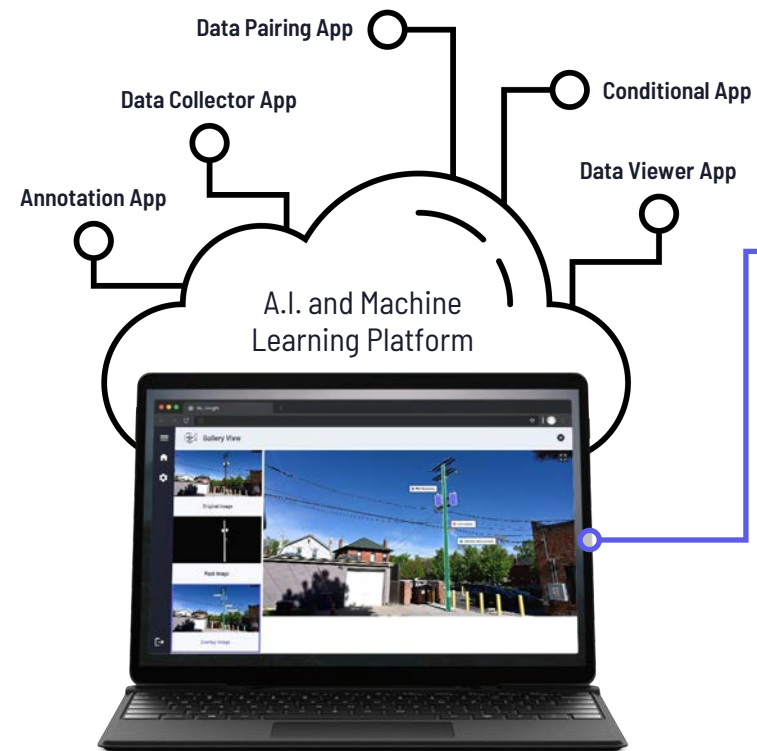 Data Pairing App
Conditional App
Data Collector App
Data Viewer App
Annotation App
A.I. and Machine
Learning Platform
Gallery View
Original Image
Mask Image
Overlay Image